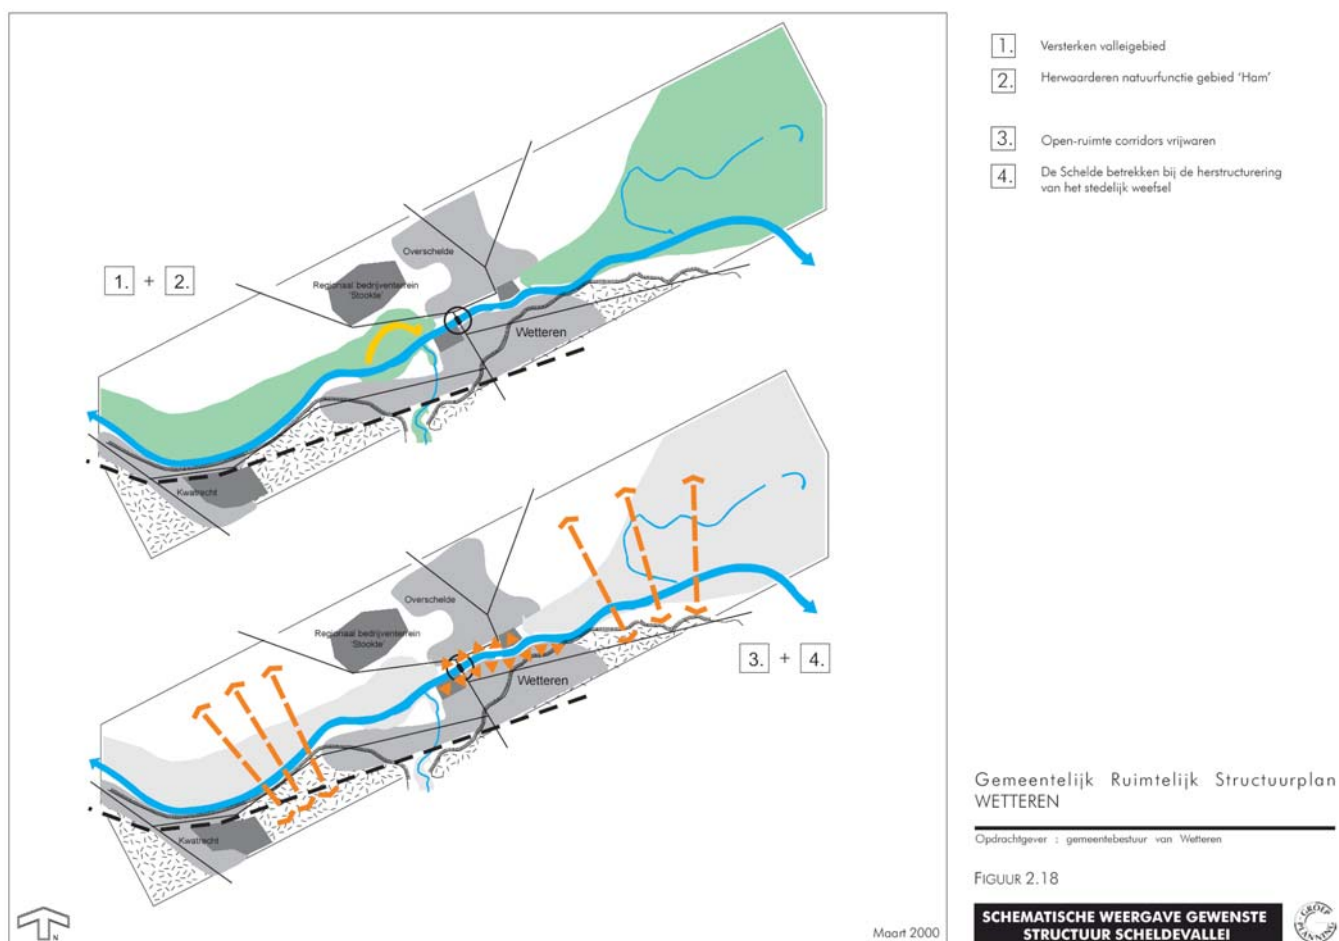 Overschelde
Regionaal bedrijventerrein
'Stookte'
1. + 2.
Wetteren
Kwatrecht
Overschelde
Regionaal bedrijventerrein
'Stookte'
3. + 4.
Wetteren
Kwatrecht
N
Maart 2000
1. Versterken valleigebied
2. Herwaarderen natuurfunctie gebied 'Ham'
3. Open-ruimte corridors vrijwaren
4. De Schelde betrekken bij de herstructurering
van het stedelijk weefsel
Gemeentelijk Ruimtelijk Structuurplan
WETTEREN
Opdrachtgever : gemeentebestuur van Wetteren
FIGUUR 2.18
SCHEMATISCHE WEERGAVE GEWENSTE
STRUCTUUR SCHELDEVALLEI
GROEP
PLANNING